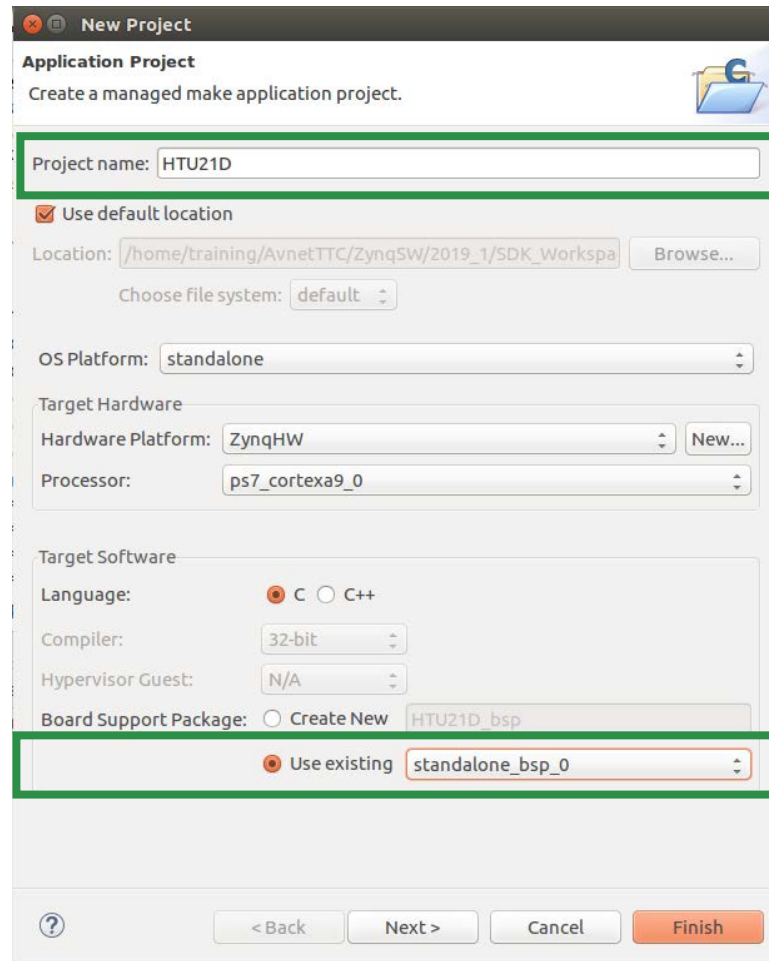 New Project
Application Project
Create a managed make application project.
Project name: HTU21D
Use default location
Location: /home/training/AvnetTTC/ZynqSW/2019_1/SDK_Workspa Browse...
Choose file system: default
OS Platform: standalone
Target Hardware
Hardware Platform: ZynqHW New...
Processor: ps7_cortexa9_0
Target Software
Language: C C++
Compiler: 32-bit
Hypervisor Guest: N/A
Board Support Package: Create New HTU21D_bsp
Use existing standalone_bsp_0
? < Back Next > Cancel Finish